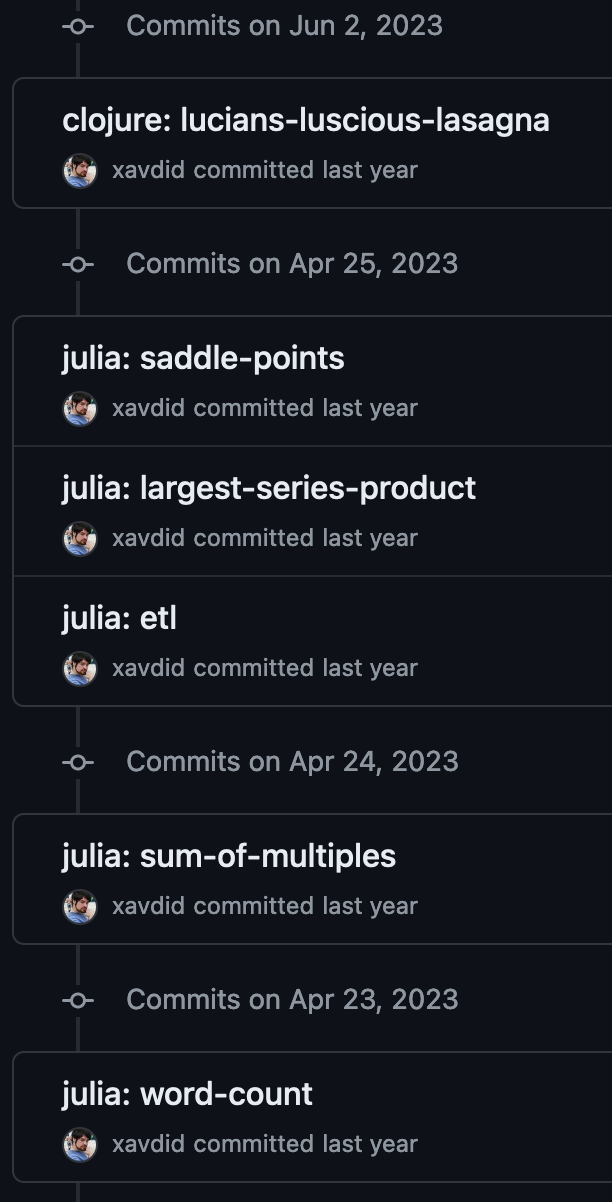 Commits on Jun 2, 2023
clojure: lucians-luscious-lasagna
xavdid committed last year
Commits on Apr 25, 2023
julia: saddle-points
xavdid committed last year
julia: largest-series-product
xavdid committed last year
julia: etl
xavdid committed last year
Commits on Apr 24, 2023
julia: sum-of-multiples
xavdid committed last year
Commits on Apr 23, 2023
julia: word-count
xavdid committed last year